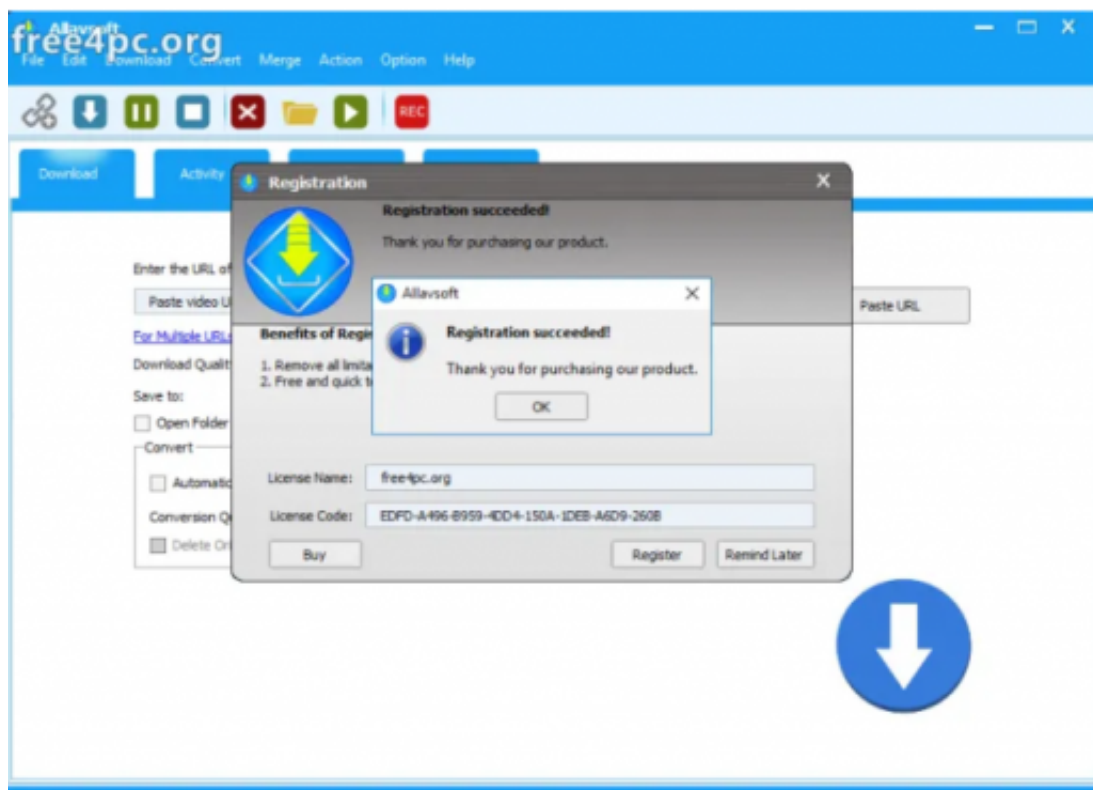 Allavsoft
free4pc.org
File Edit Download Convert Merge Action Option Help
REC
Download
Activity
Registration
Registration succeeded!
Thank you for purchasing our product.
Enter the URL of
Paste video U
Paste URL
For Multiple URLs
Download Qualit
Save to:
Open Folder
Convert
Automatic
Conversion Q
Delete Ori
Benefits of Regis
1. Remove all limita
2. Free and quick t
Allavsoft
Registration succeeded!
Thank you for purchasing our product.
OK
License Name: free4pc.org
License Code: EDFD-A496-B959-4DD4-150A-1DEB-A6D9-260B
Buy
Register
Remind Later